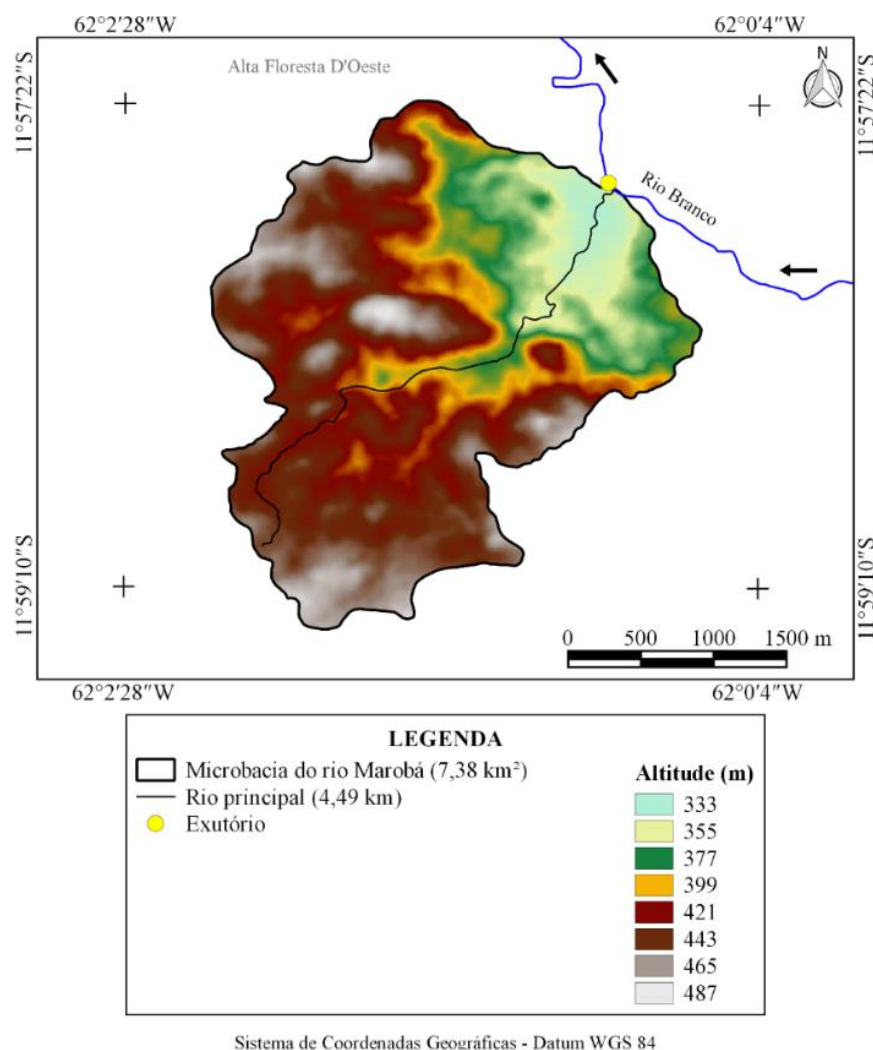 62°2'28"W 62°0'4"W
Alta Floresta D'Oeste
N
11°57'22"S 11°57'22"S
Rio Branco
11°59'10"S 11°59'10"S
0 500 1000 1500 m
62°2'28"W 62°0'4"W
LEGENDA
Microbacia do rio Marobá (7,38 km²)
Rio principal (4,49 km)
Exutório
Altitude (m)
333
355
377
399
421
443
465
487
Sistema de Coordenadas Geográficas - Datum WGS 84